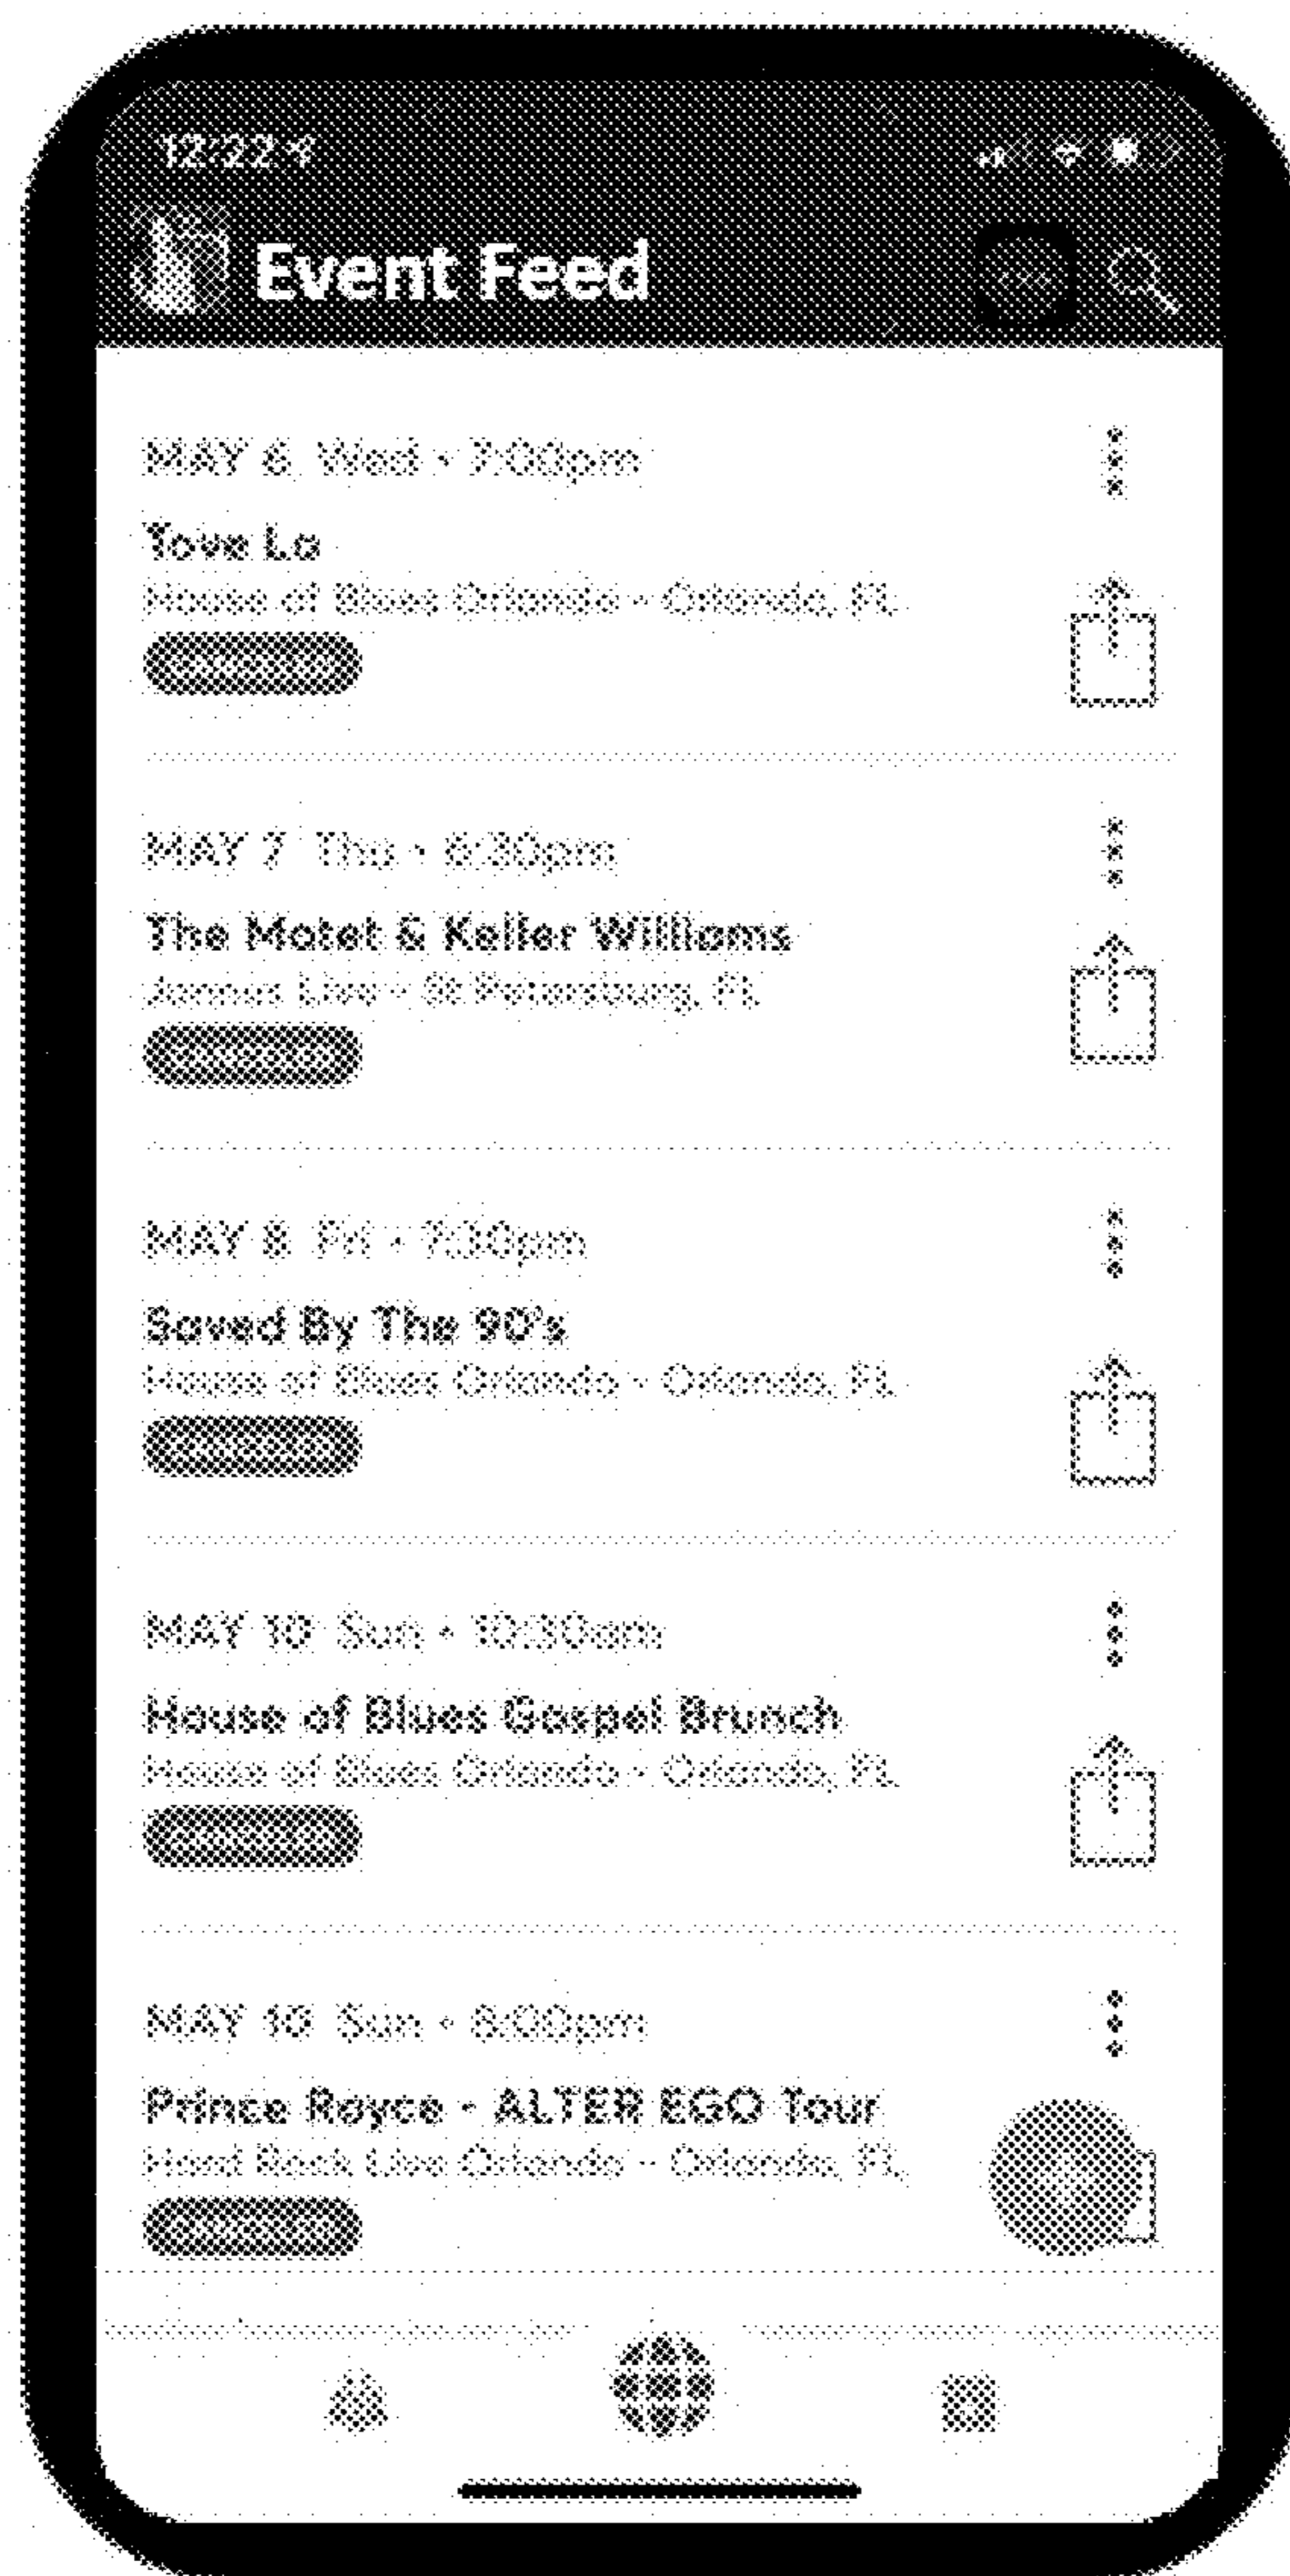 12:22
Event Feed
MAY 6 Wed • 7:00pm
Tove Lo
House of Blues Orlando - Orlando, FL
MAY 7 Thu • 6:30pm
The Motet & Keller Williams
Jannus Live - St Petersburg, FL
MAY 8 Fri • 7:30pm
Saved By The 90's
House of Blues Orlando - Orlando, FL
MAY 10 Sun • 10:30am
House of Blues Gospel Brunch
House of Blues Orlando - Orlando, FL
MAY 10 Sun • 8:00pm
Prince Royce - ALTER EGO Tour
Hard Rock Live Orlando - Orlando, FL